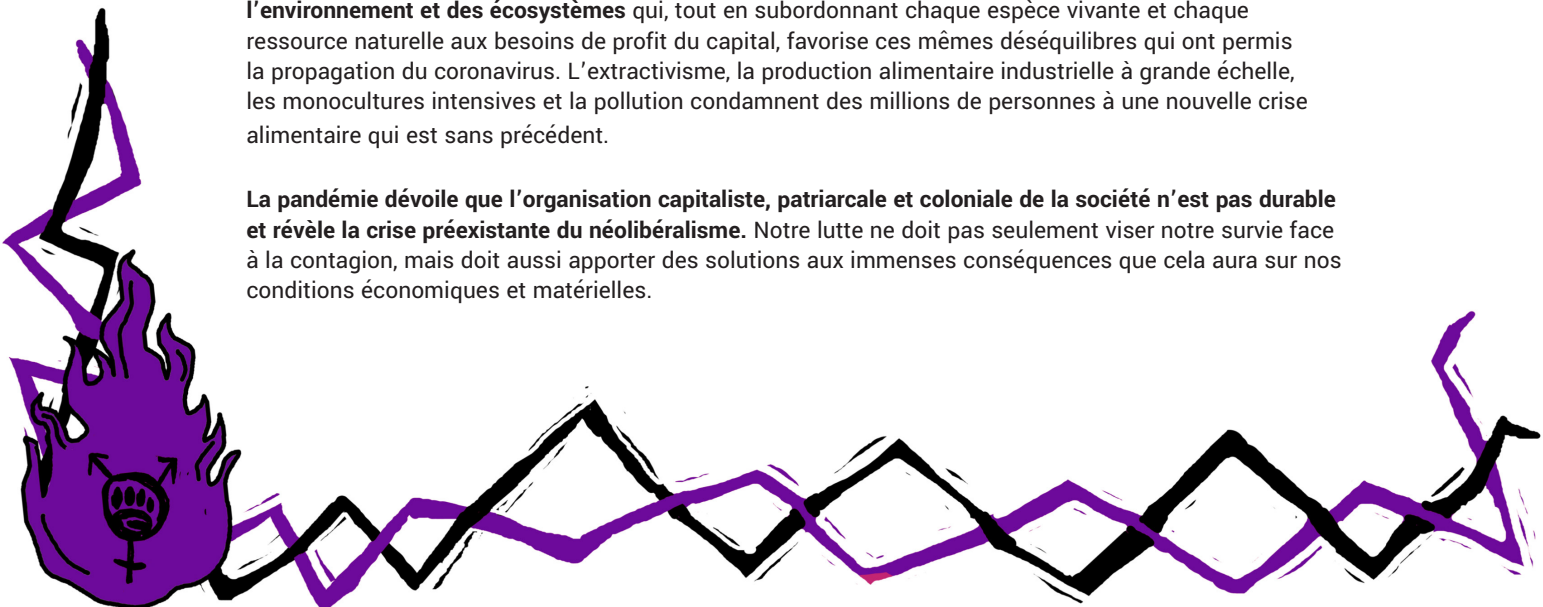 l’environnement et des écosystèmes qui, tout en subordonnant chaque espèce vivante et chaque
ressource naturelle aux besoins de profit du capital, favorise ces mêmes déséquilibres qui ont permis
la propagation du coronavirus. L’extractivisme, la production alimentaire industrielle à grande échelle,
les monocultures intensives et la pollution condamnent des millions de personnes à une nouvelle crise
alimentaire qui est sans précédent.
La pandémie dévoile que l’organisation capitaliste, patriarcale et coloniale de la société n’est pas durable
et révèle la crise préexistante du néolibéralisme. Notre lutte ne doit pas seulement viser notre survie face
à la contagion, mais doit aussi apporter des solutions aux immenses conséquences que cela aura sur nos
conditions économiques et matérielles.